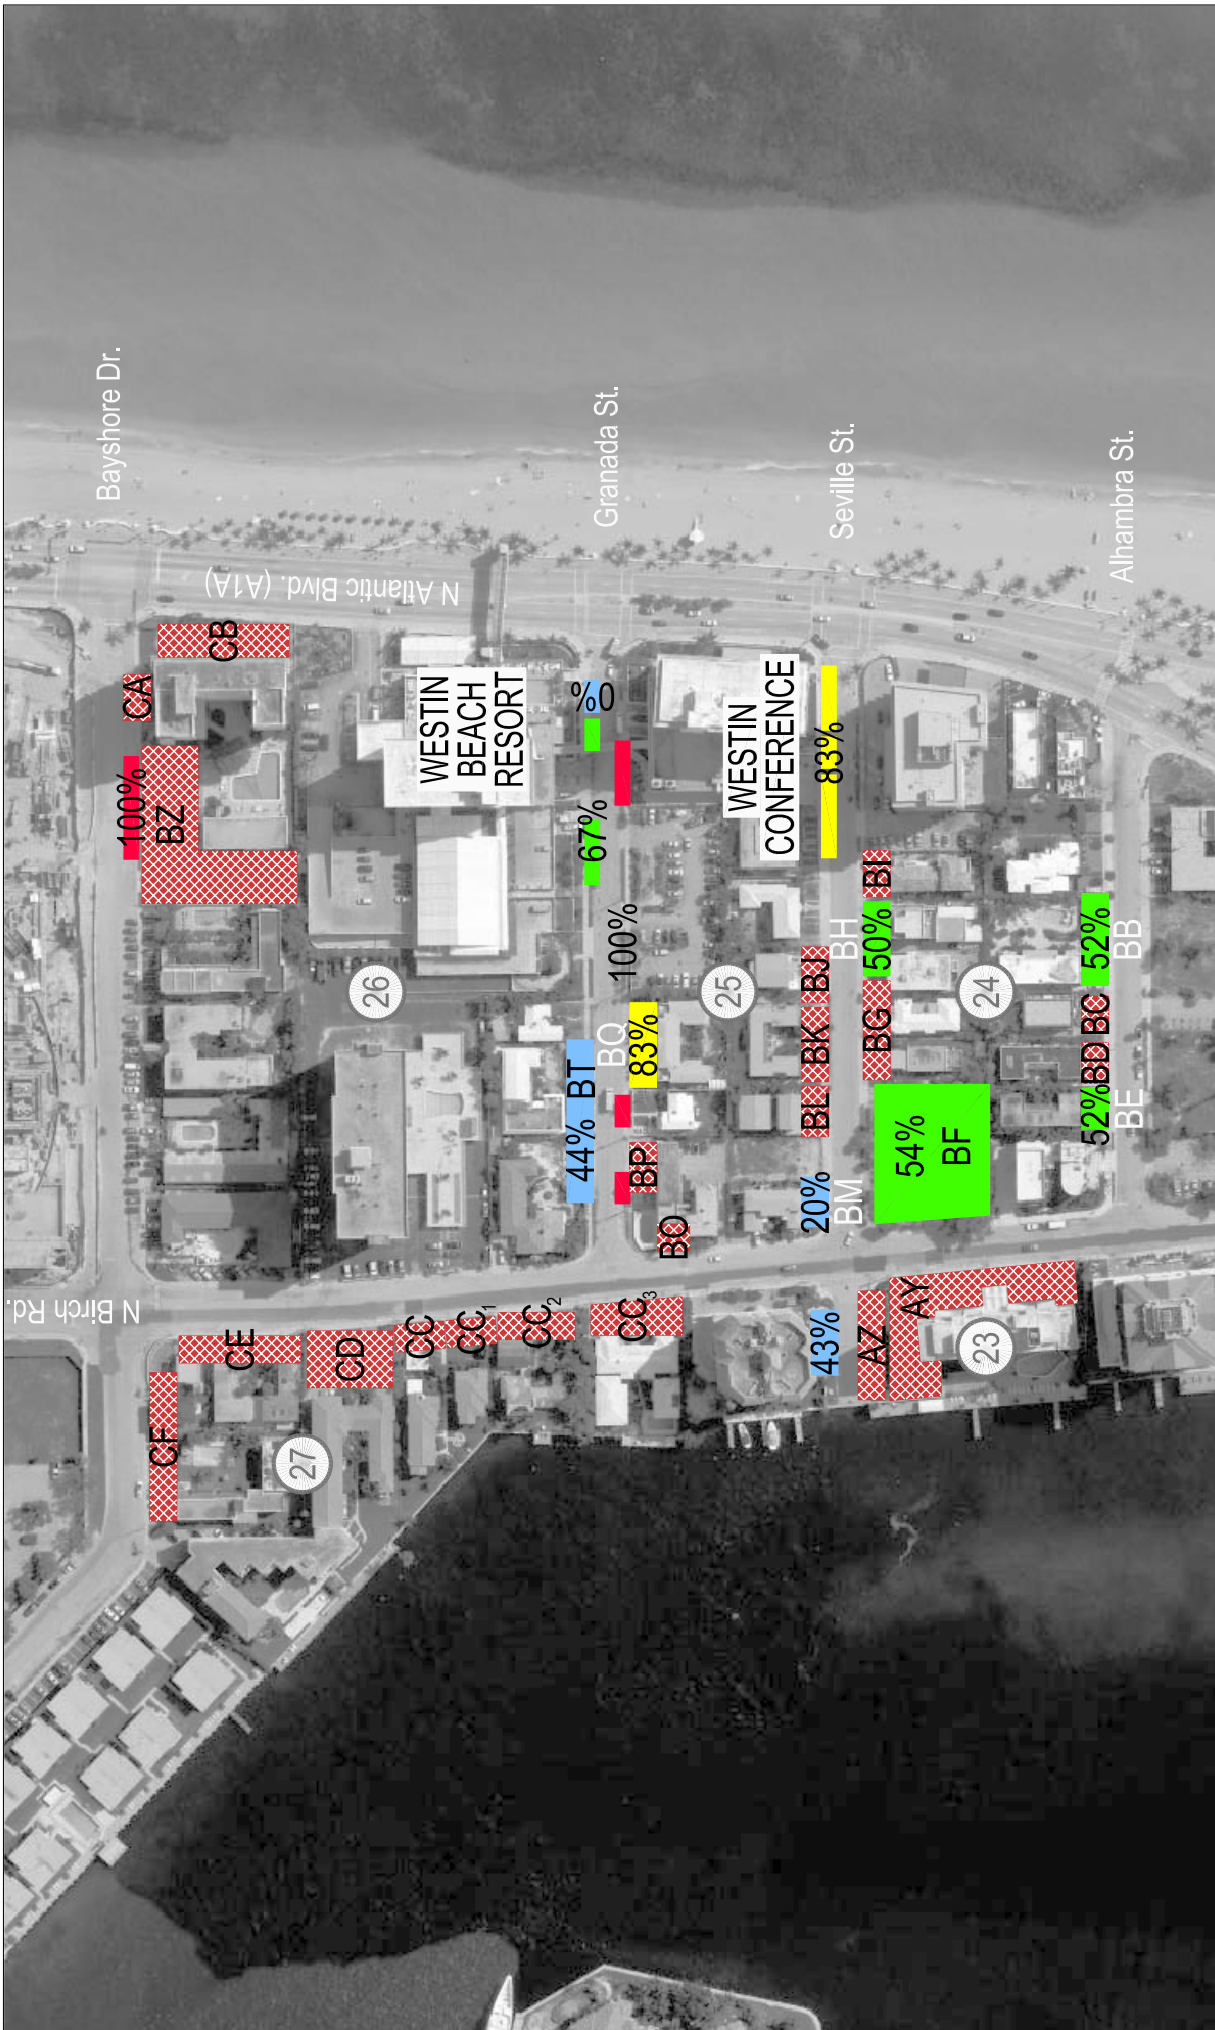 Bayshore Dr.
Granada St.
Seville St.
Alhambra St.
N Atlantic Blvd. (A1A)
CB
CA
100%
BZ
WESTIN
BEACH
RESORT
0%
67%
100%
WESTIN
CONFERENCE
83%
BI
BH
50%
52%
BB
26
25
24
BQ
83%
44% BT
BJ
BK
BL
BG
BC
BD
52%
BE
54%
BF
BP
BO
20%
BM
N Birch Rd.
CE
CD
CC
CC1
CC2
CC3
43%
AZ
AY
23
CF
27